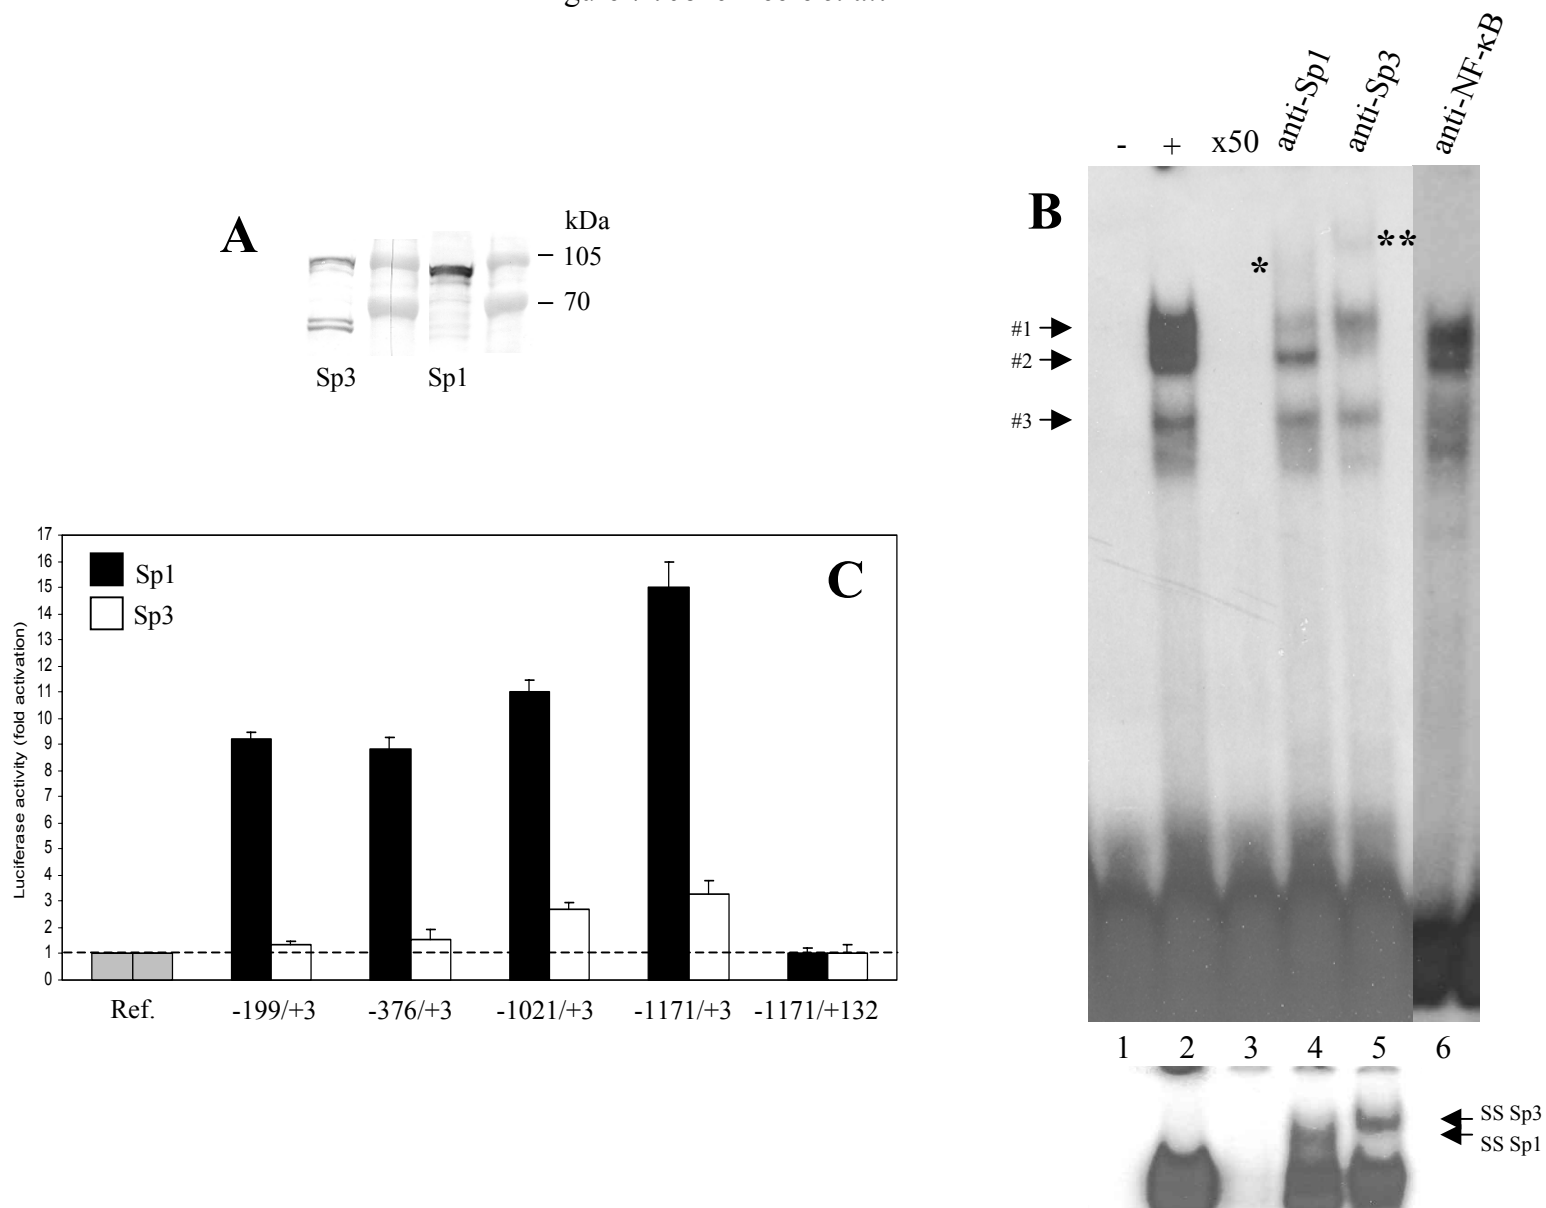 A
kDa
105
70
Sp3 Sp1
B
- + x50 anti-Sp1 anti-Sp3 anti-NF-κB
*
**
#1
#2
#3
1 2 3 4 5 6
SS Sp3
SS Sp1
C
Sp1
Sp3
Luciferase activity (fold activation)
17
16
15
14
13
12
11
10
9
8
7
6
5
4
3
2
1
0
Ref. -199/+3 -376/+3 -1021/+3 -1171/+3 -1171/+132